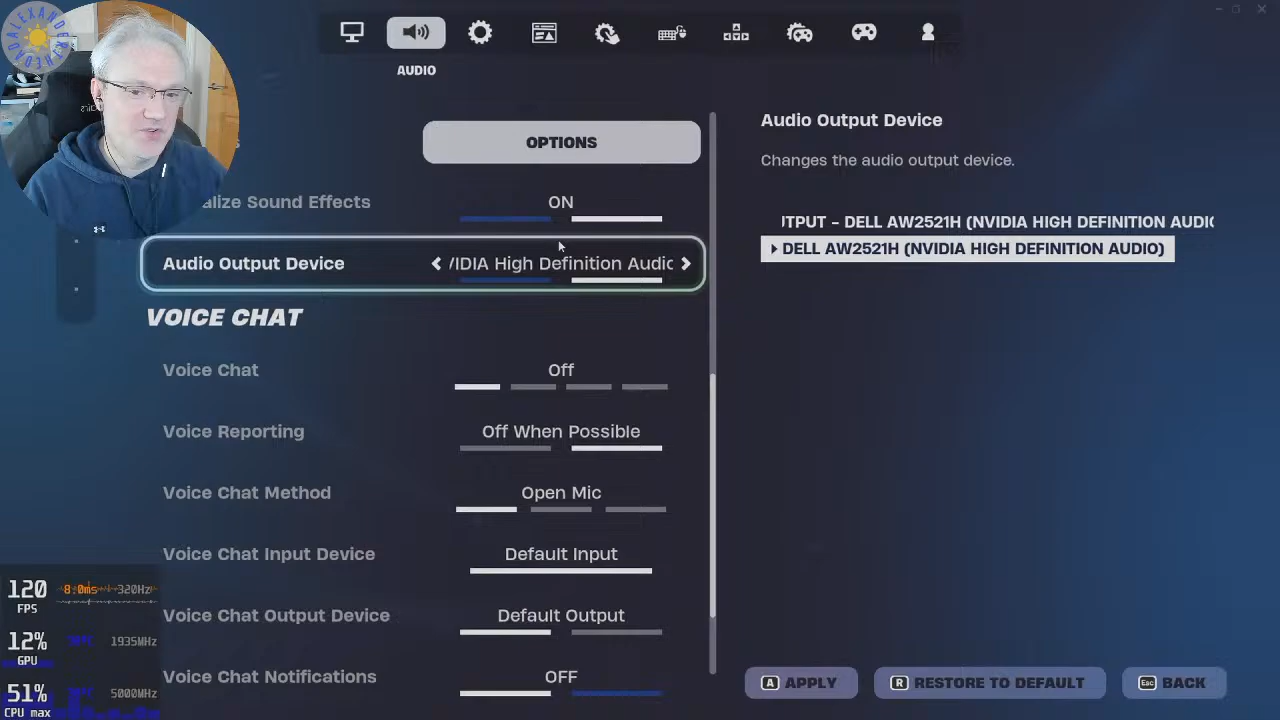 ALEXANDERTHEDAD
AUDIO
OPTIONS
alize Sound Effects
ON
Audio Output Device
VIDIA High Definition Audio
VOICE CHAT
Voice Chat
Off
Voice Reporting
Off When Possible
Voice Chat Method
Open Mic
Voice Chat Input Device
Default Input
Voice Chat Output Device
Default Output
Voice Chat Notifications
OFF
Audio Output Device
Changes the audio output device.
ITPUT - DELL AW2521H (NVIDIA HIGH DEFINITION AUDIO
DELL AW2521H (NVIDIA HIGH DEFINITION AUDIO)
A APPLY
R RESTORE TO DEFAULT
Esc BACK
120
FPS
8.0ms
320Hz
12%
GPU
1935MHz
51%
CPU max
5000MHz